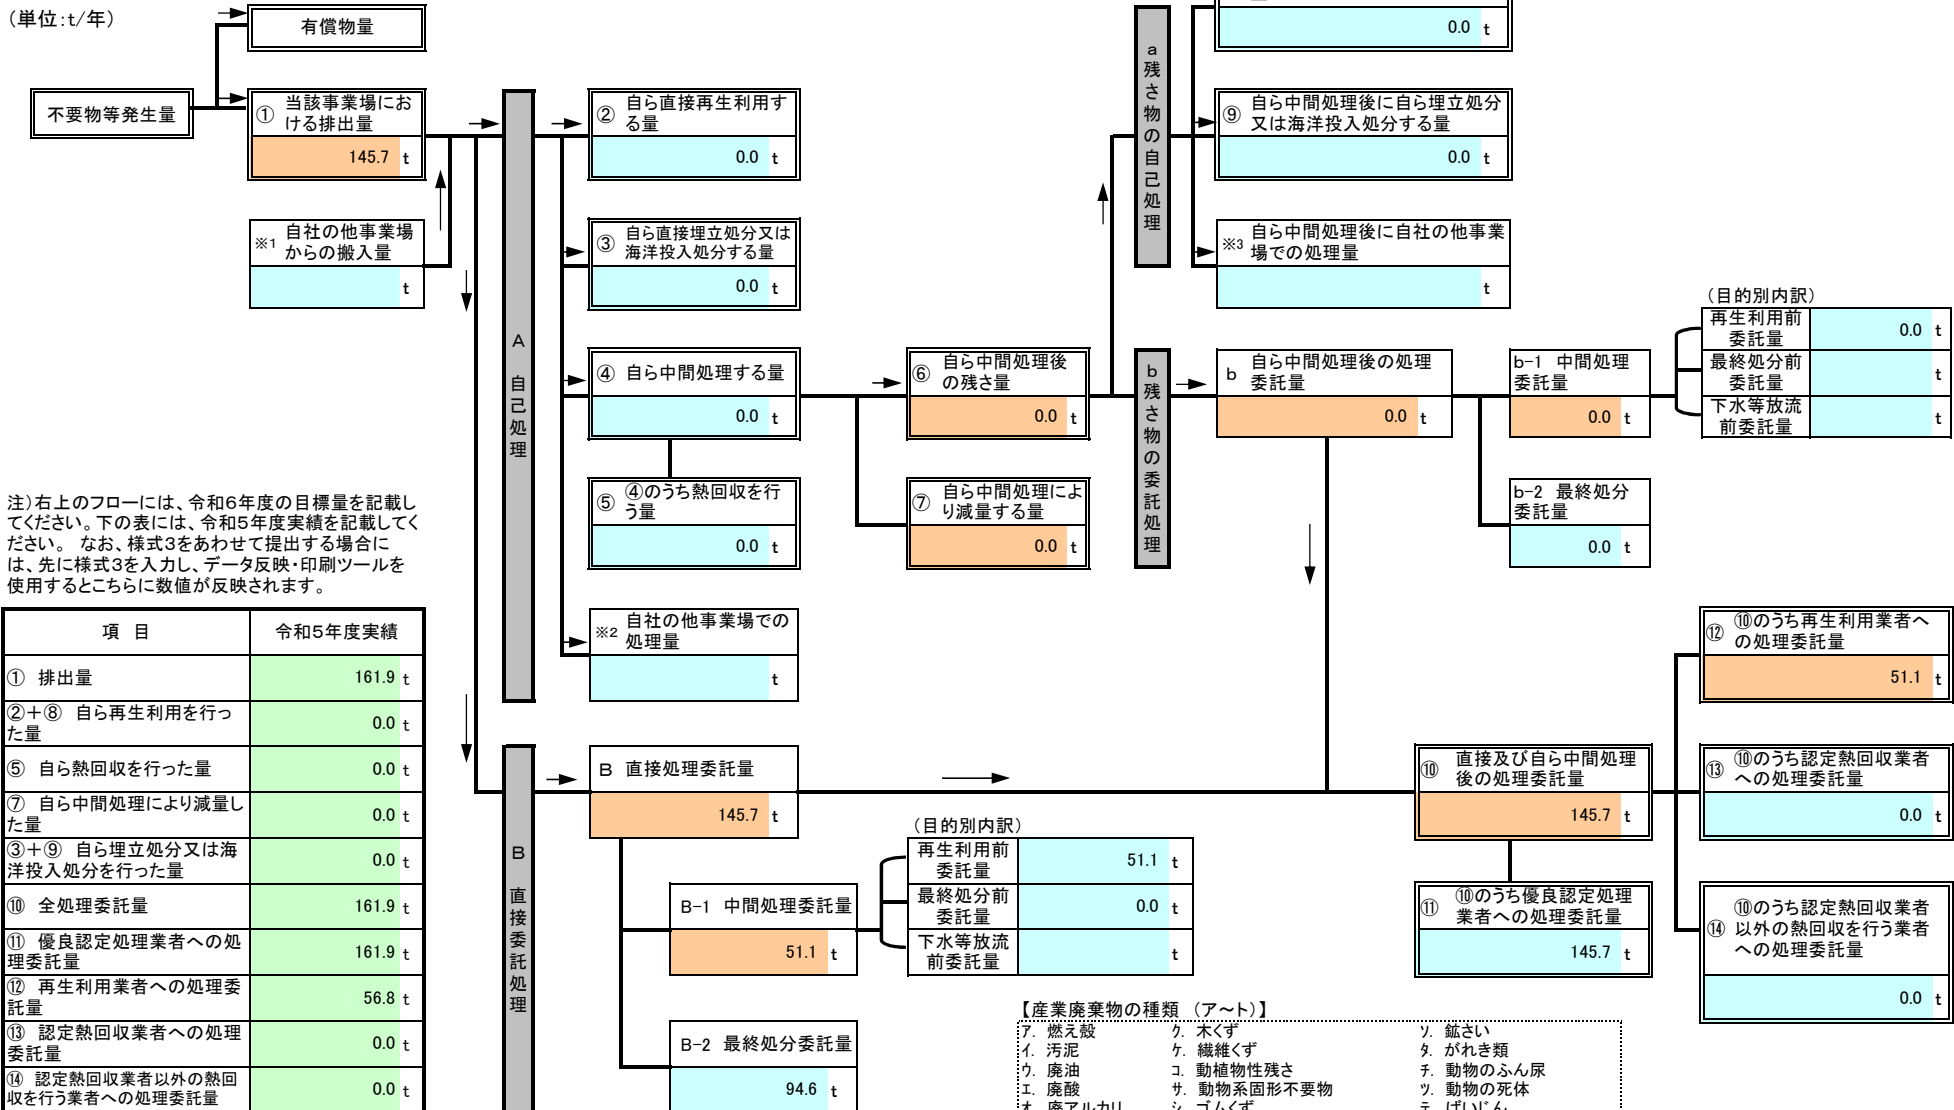 (単位:t/年)
有償物量
不要物等発生量
① 当該事業場にお
ける排出量
145.7 t
※1 自社の他事業場
からの搬入量
t
A 自己処理
② 自ら直接再生利用す
る量
0.0 t
③ 自ら直接埋立処分又は
海洋投入処分する量
0.0 t
④ 自ら中間処理する量
0.0 t
⑤ ④のうち熱回収を行
う量
0.0 t
※2 自社の他事業場での
処理量
t
⑥ 自ら中間処理後
の残さ量
0.0 t
⑦ 自ら中間処理によ
り減量する量
0.0 t
a 残さ物の自己処理
0.0 t
⑨ 自ら中間処理後に自ら埋立処分
又は海洋投入処分する量
0.0 t
※3 自ら中間処理後に自社の他事業
場での処理量
t
b 残さ物の委託処理
b 自ら中間処理後の処理
委託量
0.0 t
b-1 中間処理
委託量
0.0 t
b-2 最終処分
委託量
0.0 t
(目的別内訳)
再生利用前
委託量
0.0 t
最終処分前
委託量
t
下水等放流
前委託量
t
注)右上のフローには、令和6年度の目標量を記載し
てください。下の表には、令和5年度実績を記載してく
ださい。 なお、様式3をあわせて提出する場合に
は、先に様式3を入力し、データ反映・印刷ツールを
使用するとこちらに数値が反映されます。
項 目 令和5年度実績
① 排出量 161.9 t
②+⑧ 自ら再生利用を行っ
た量
0.0 t
⑤ 自ら熱回収を行った量 0.0 t
⑦ 自ら中間処理により減量し
た量
0.0 t
③+⑨ 自ら埋立処分又は海
洋投入処分を行った量
0.0 t
⑩ 全処理委託量 161.9 t
⑪ 優良認定処理業者への処
理委託量
161.9 t
⑫ 再生利用業者への処理委
託量
56.8 t
⑬ 認定熱回収業者への処理
委託量
0.0 t
⑭ 認定熱回収業者以外の熱回
収を行う業者への処理委託量
0.0 t
B 直接委託処理
B 直接処理委託量
145.7 t
B-1 中間処理委託量
51.1 t
B-2 最終処分委託量
94.6 t
(目的別内訳)
再生利用前
委託量
51.1 t
最終処分前
委託量
0.0 t
下水等放流
前委託量
t
⑩ 直接及び自ら中間処理
後の処理委託量
145.7 t
⑪ ⑩のうち優良認定処理
業者への処理委託量
145.7 t
⑫ ⑩のうち再生利用業者へ
の処理委託量
51.1 t
⑬ ⑩のうち認定熱回収業者
への処理委託量
0.0 t
⑭ ⑩のうち認定熱回収業者
以外の熱回収を行う業者
への処理委託量
0.0 t
【産業廃棄物の種類 (ア~ト)】
ア. 燃え殻 ク. 木くず ソ. 鉱さい
イ. 汚泥 ケ. 繊維くず タ. がれき類
ウ. 廃油 コ. 動植物性残さ チ. 動物のふん尿
エ. 廃酸 サ. 動物系固形不要物 ツ. 動物の死体
オ. 廃アルカリ シ. ゴムくず テ. ばいじん